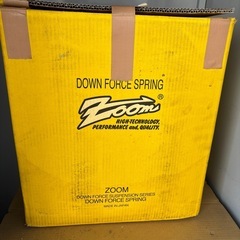 DOWN FORCE SPRING
Zoom
HIGH-TECHNOLOGY,
PERFORMANCE and, QUALITY.
ZOOM
DOWN FORCE SUSPENSION SERIES
DOWN FORCE SPRING
MADE IN JAPAN